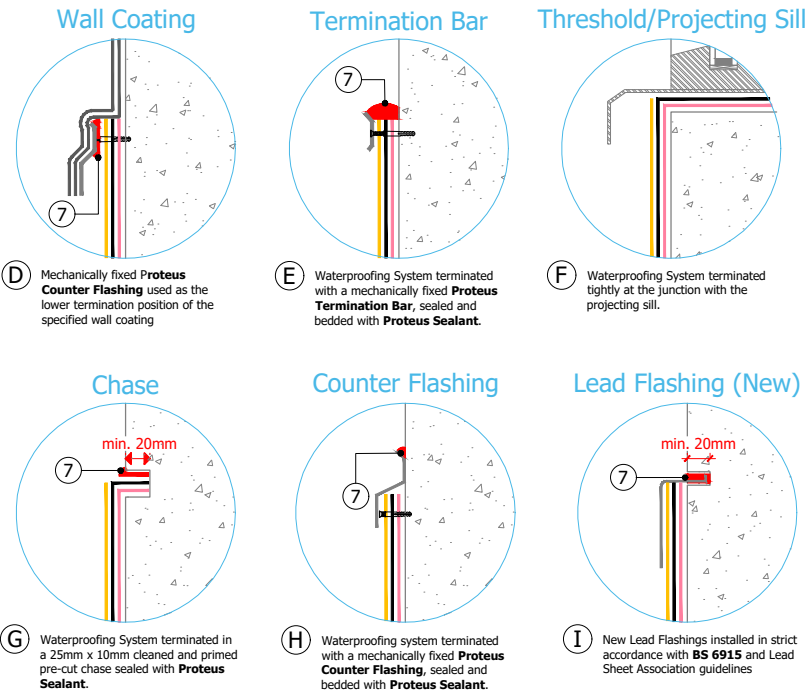 Wall Coating
Termination Bar
Threshold/Projecting Sill
7
7
D
Mechanically fixed Proteus
Counter Flashing used as the
lower termination position of the
specified wall coating
E
Waterproofing System terminated
with a mechanically fixed Proteus
Termination Bar, sealed and
bedded with Proteus Sealant.
F
Waterproofing System terminated
tightly at the junction with the
projecting sill.
Chase
Counter Flashing
Lead Flashing (New)
min. 20mm
7
7
min. 20mm
7
G
Waterproofing System terminated in
a 25mm x 10mm cleaned and primed
pre-cut chase sealed with Proteus
Sealant.
H
Waterproofing system terminated
with a mechanically fixed Proteus
Counter Flashing, sealed and
bedded with Proteus Sealant.
I
New Lead Flashings installed in strict
accordance with BS 6915 and Lead
Sheet Association guidelines